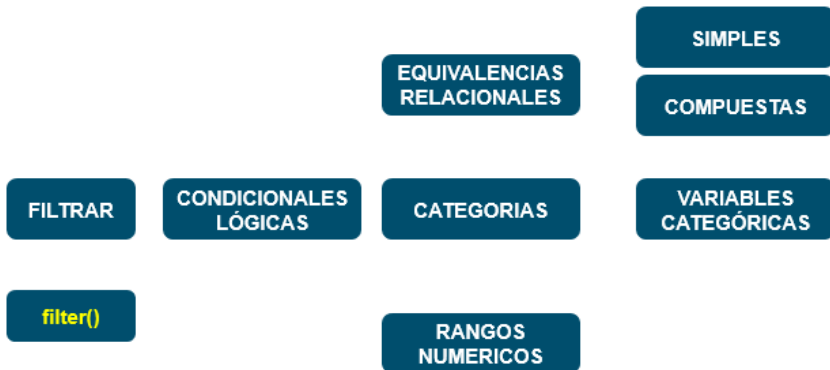 SIMPLES
EQUIVALENCIAS
RELACIONALES
COMPUESTAS
FILTRAR
CONDICIONALES
LÓGICAS
CATEGORIAS
VARIABLES
CATEGÓRICAS
filter()
RANGOS
NUMERICOS